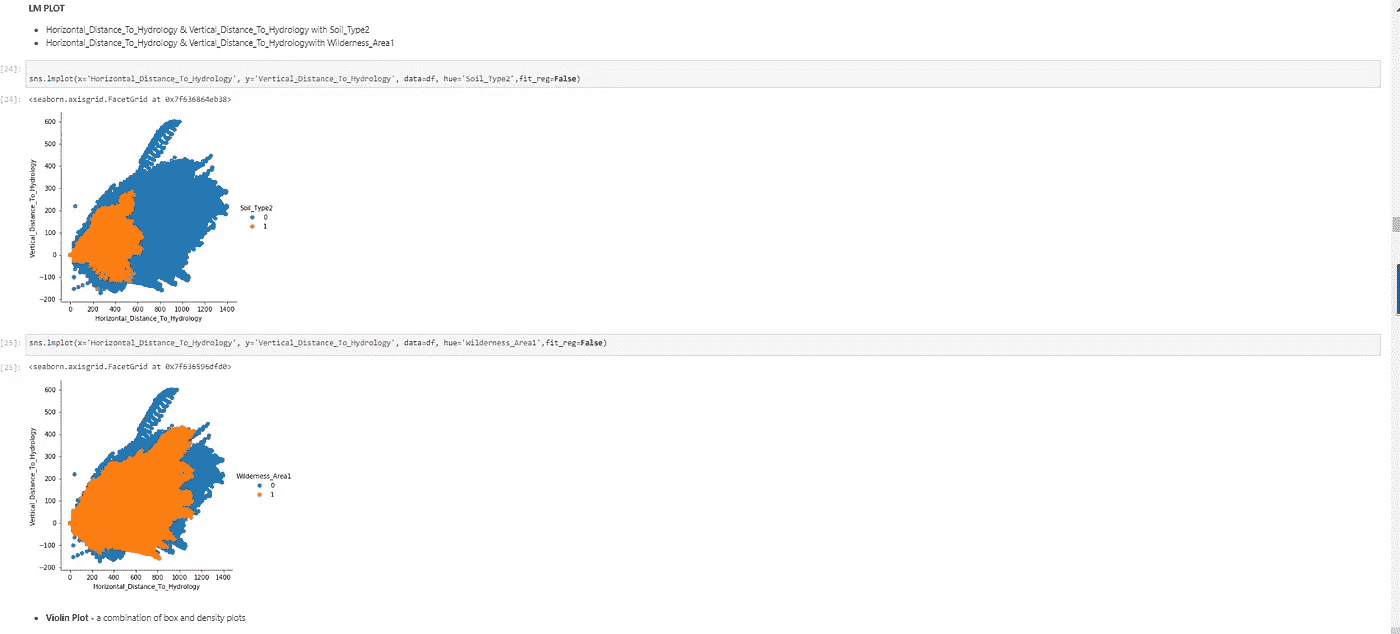 LM PLOT
• Horizontal_Distance_To_Hydrology & Vertical_Distance_To_Hydrology with Soil_Type2
• Horizontal_Distance_To_Hydrology & Vertical_Distance_To_Hydrologywith Wilderness_Area1
[24]: sns.lmplot(x='Horizontal_Distance_To_Hydrology', y='Vertical_Distance_To_Hydrology', data=df, hue='Soil_Type2',fit_reg=False)
[24]: <seaborn.axisgrid.FacetGrid at 0x7f636864eb38>
600
500
400
300
200
100
0
−100
−200
Vertical_Distance_To_Hydrology
Soil_Type2
0
1
0 200 400 600 800 1000 1200 1400
Horizontal_Distance_To_Hydrology
[25]: sns.lmplot(x='Horizontal_Distance_To_Hydrology', y='Vertical_Distance_To_Hydrology', data=df, hue='Wilderness_Area1',fit_reg=False)
[25]: <seaborn.axisgrid.FacetGrid at 0x7f636596dfd0>
600
500
400
300
200
100
0
−100
−200
Vertical_Distance_To_Hydrology
Wilderness_Area1
0
1
0 200 400 600 800 1000 1200 1400
Horizontal_Distance_To_Hydrology
• Violin Plot - a combination of box and density plots